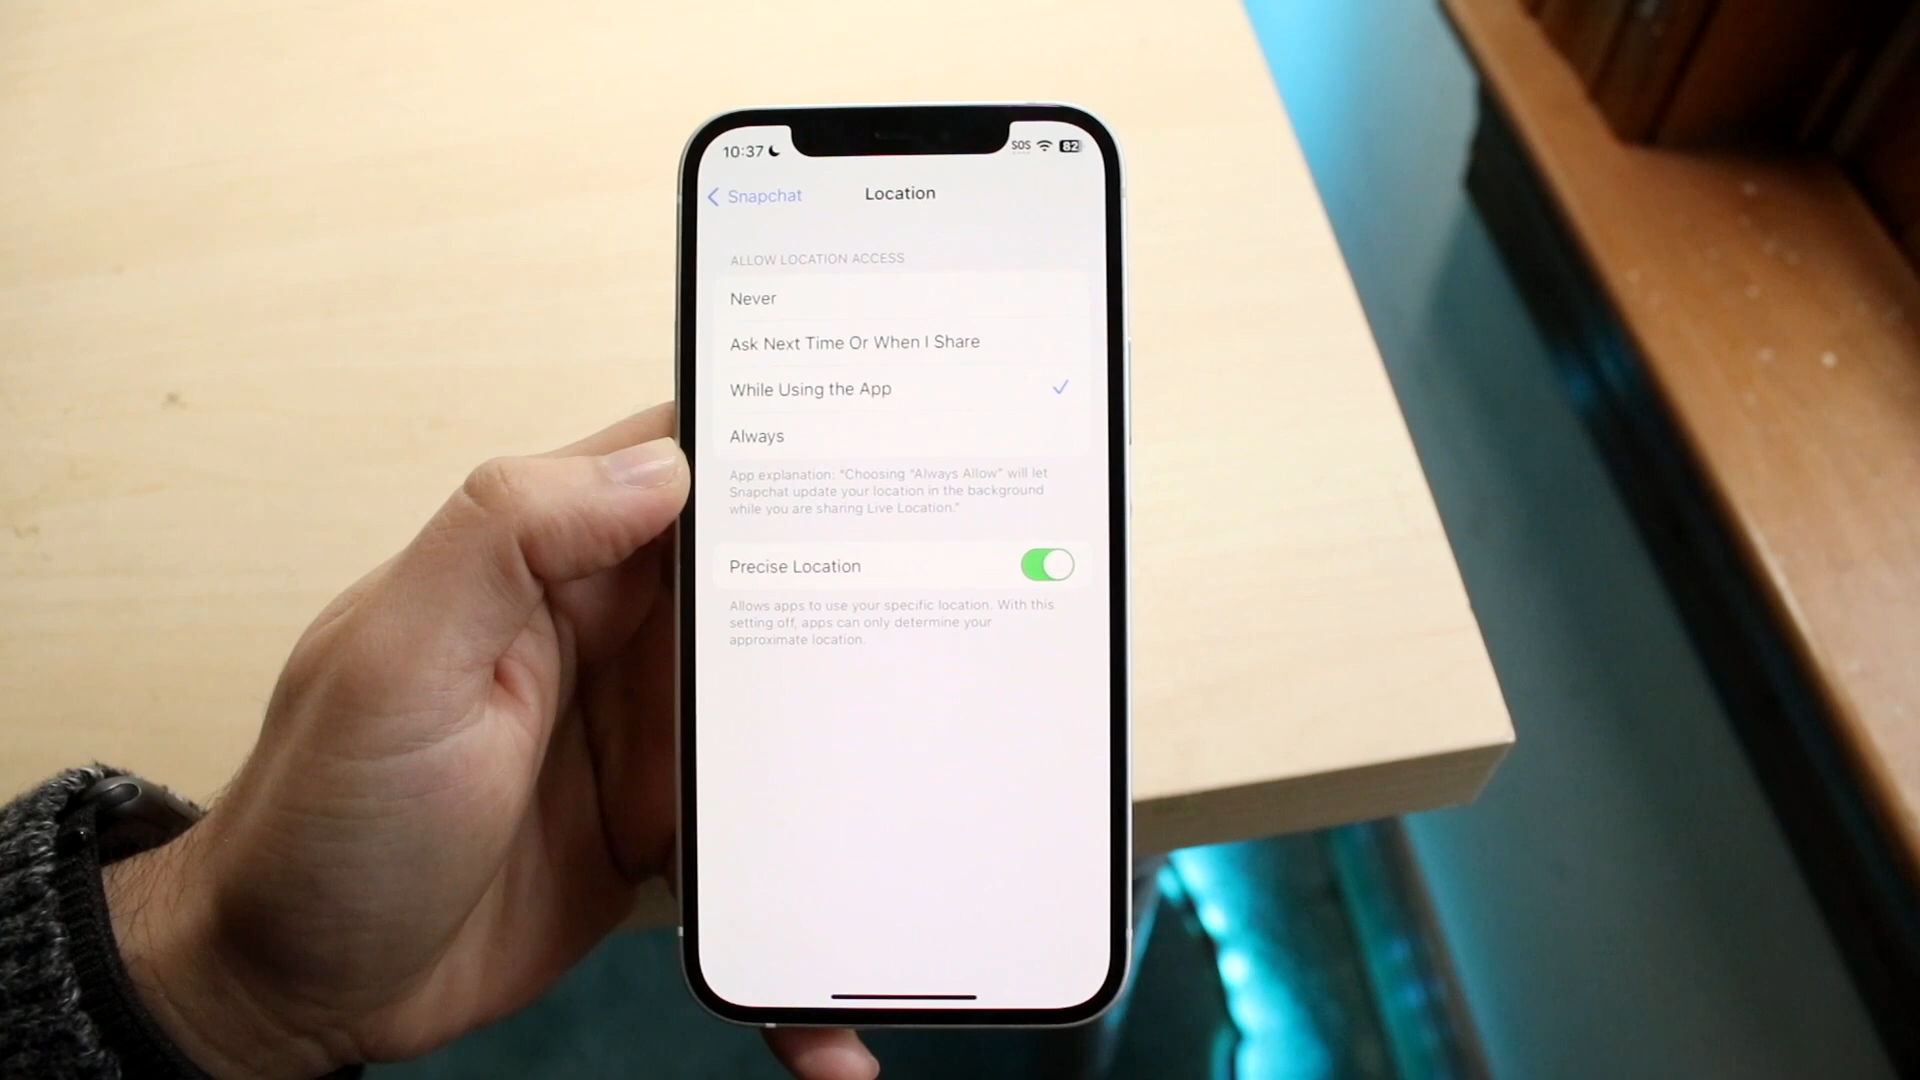 10:37 SOS 82
Snapchat Location
ALLOW LOCATION ACCESS
Never
Ask Next Time Or When I Share
While Using the App
Always
App explanation: “Choosing “Always Allow” will let
Snapchat update your location in the background
while you are sharing Live Location.”
Precise Location
Allows apps to use your specific location. With this
setting off, apps can only determine your
approximate location.